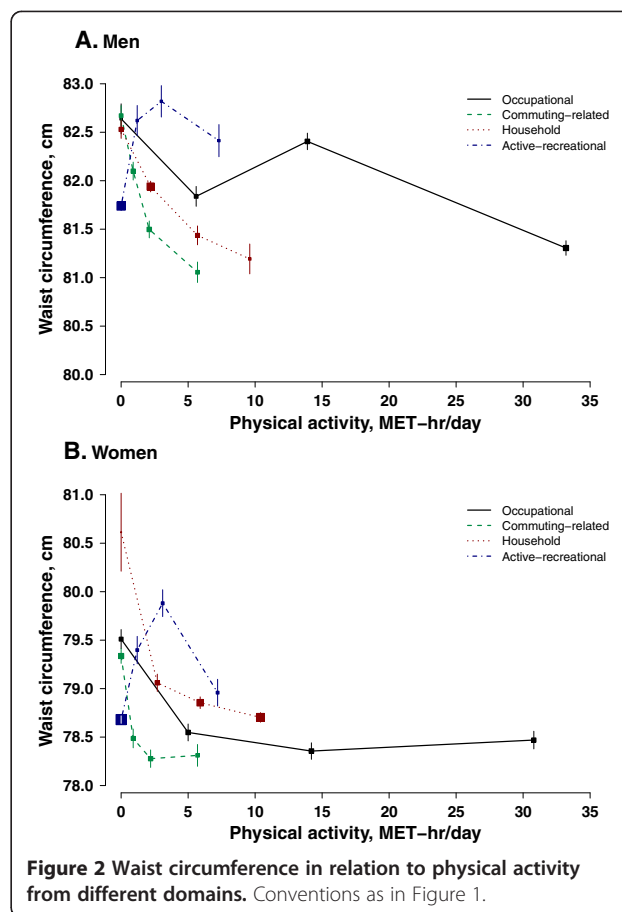 A. Men
83.0
82.5
82.0
81.5
81.0
80.5
80.0
Waist circumference, cm
Occupational
Commuting-related
Household
Active-recreational
0 5 10 15 20 25 30 35
Physical activity, MET-hr/day
B. Women
81.0
80.5
80.0
79.5
79.0
78.5
78.0
Waist circumference, cm
Occupational
Commuting-related
Household
Active-recreational
0 5 10 15 20 25 30 35
Physical activity, MET-hr/day
Figure 2 Waist circumference in relation to physical activity
from different domains. Conventions as in Figure 1.